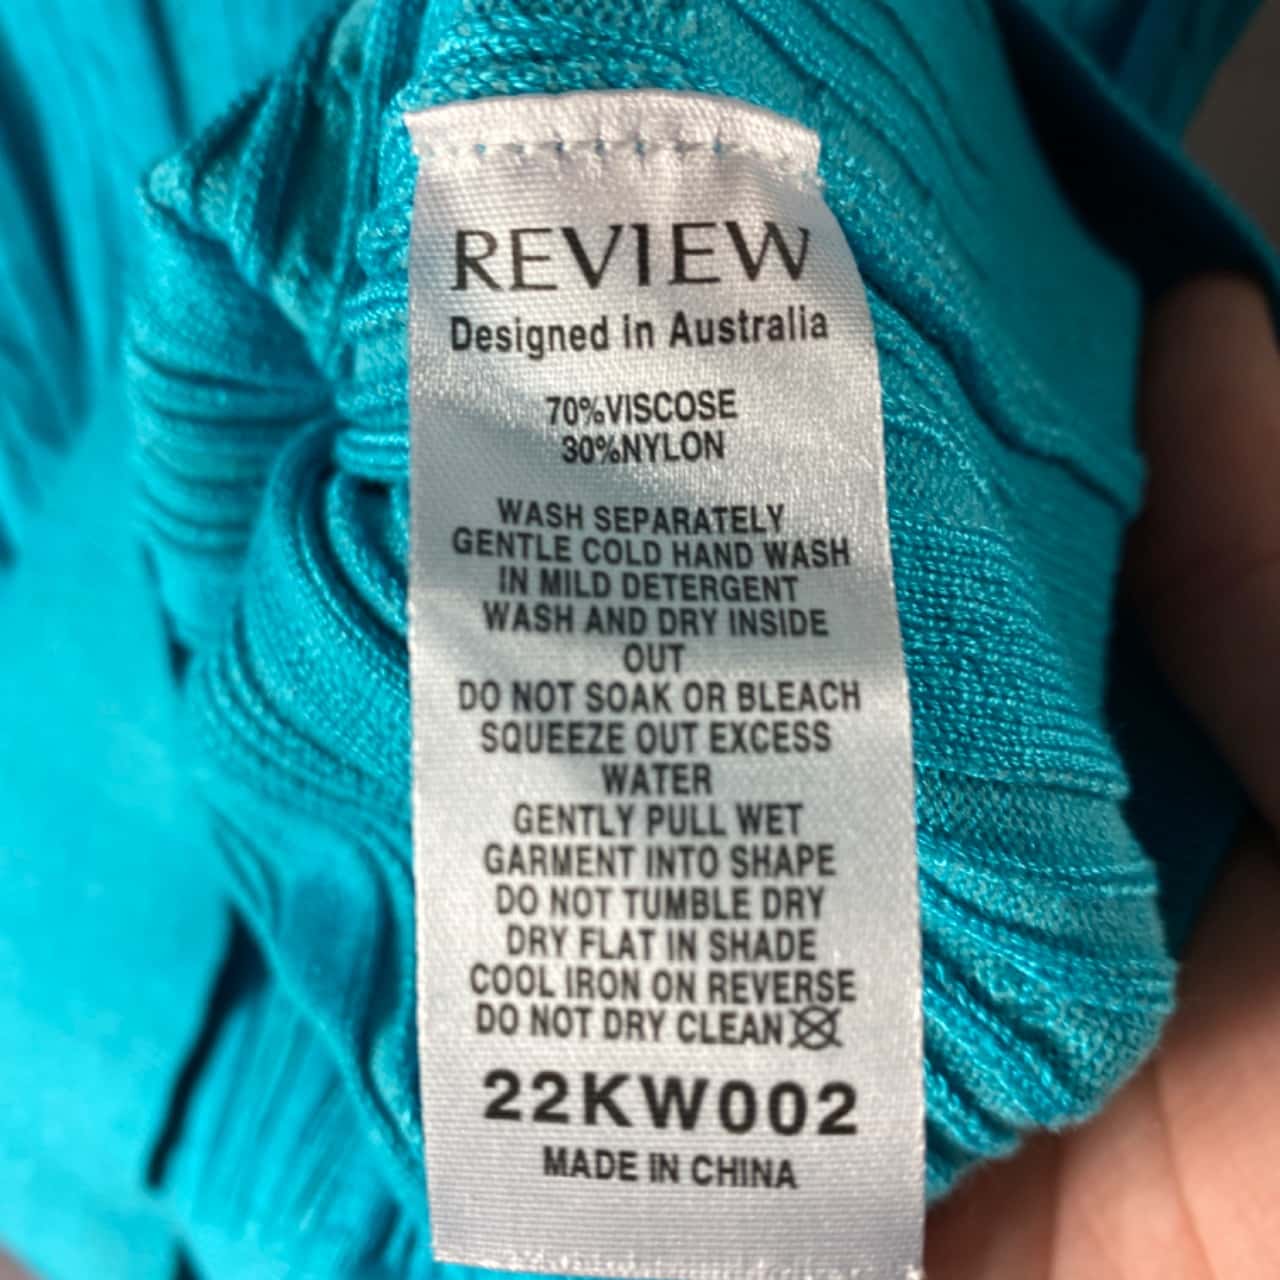 REVIEW
Designed in Australia
70%VISCOSE
30%NYLON
WASH SEPARATELY
GENTLE COLD HAND WASH
IN MILD DETERGENT
WASH AND DRY INSIDE
OUT
DO NOT SOAK OR BLEACH
SQUEEZE OUT EXCESS
WATER
GENTLY PULL WET
GARMENT INTO SHAPE
DO NOT TUMBLE DRY
DRY FLAT IN SHADE
COOL IRON ON REVERSE
DO NOT DRY CLEAN
22KW002
MADE IN CHINA